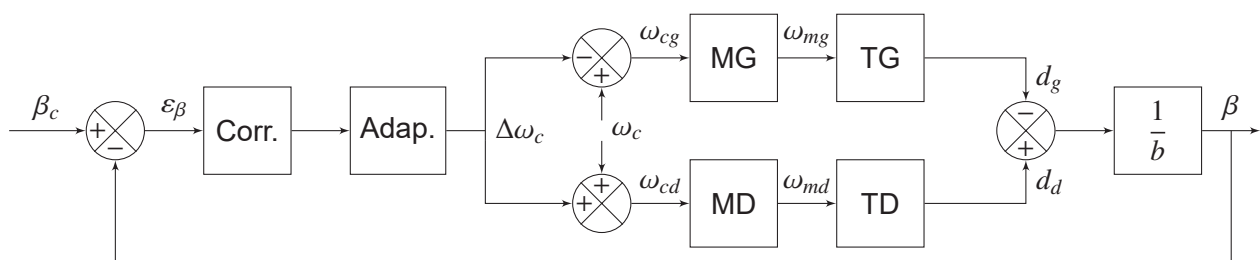 β_c
+
−
ε_β
Corr.
Adap.
Δω_c
−
+
ω_c
+
+
ω_cg
MG
ω_mg
TG
d_g
ω_cd
MD
ω_md
TD
d_d
−
+
1
b
β